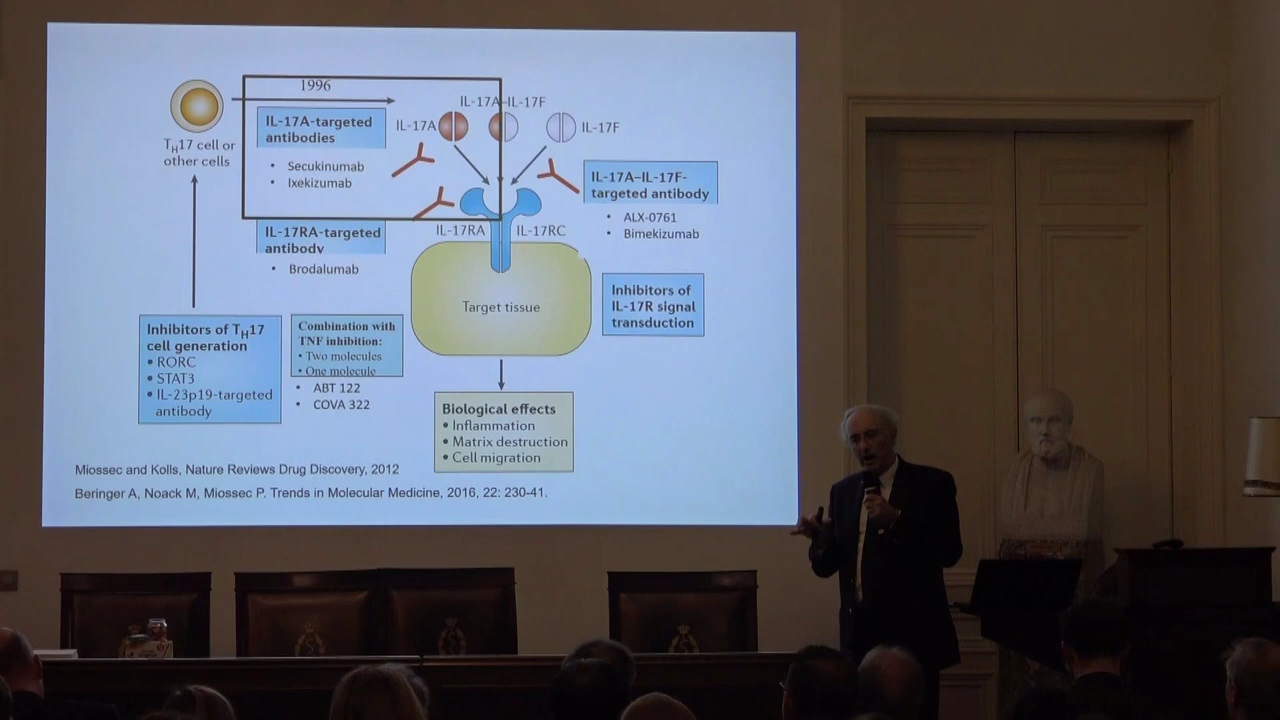 1996
IL-17A–IL-17F
IL-17A-targeted
antibodies
IL-17A
IL-17F
TH17 cell or
other cells
• Secukinumab
• Ixekizumab
IL-17A–IL-17F-
targeted antibody
• ALX-0761
• Bimekizumab
IL-17RA-targeted
antibody
IL-17RA
IL-17RC
• Brodalumab
Target tissue
Inhibitors of
IL-17R signal
transduction
Inhibitors of TH17
cell generation
• RORC
• STAT3
• IL-23p19-targeted
antibody
Combination with
TNF inhibition:
• Two molecules
• One molecule
• ABT 122
• COVA 322
Biological effects
• Inflammation
• Matrix destruction
• Cell migration
Miossec and Kolls, Nature Reviews Drug Discovery, 2012
Beringer A, Noack M, Miossec P. Trends in Molecular Medicine, 2016, 22: 230-41.